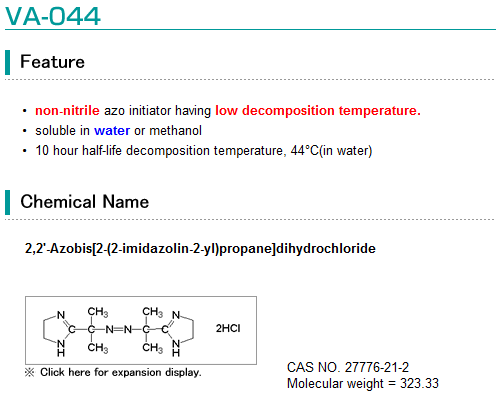 VA-044
Feature
• non-nitrile azo initiator having low decomposition temperature.
• soluble in water or methanol
• 10 hour half-life decomposition temperature, 44°C(in water)
Chemical Name
2,2'-Azobis[2-(2-imidazolin-2-yl)propane]dihydrochloride
CH3 CH3
N N
C C N=N C C 2HCl
N N
H CH3 CH3 H
※ Click here for expansion display.
CAS NO. 27776-21-2
Molecular weight = 323.33